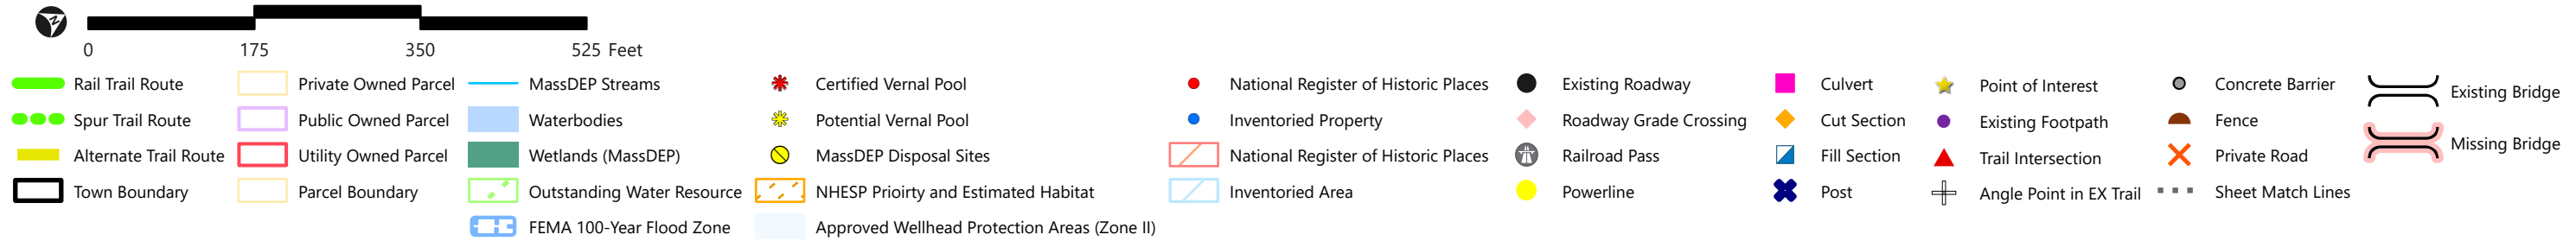 0 175 350 525 Feet
Rail Trail Route
Spur Trail Route
Alternate Trail Route
Town Boundary
Private Owned Parcel
Public Owned Parcel
Utility Owned Parcel
Parcel Boundary
MassDEP Streams
Waterbodies
Wetlands (MassDEP)
Outstanding Water Resource
FEMA 100-Year Flood Zone
Certified Vernal Pool
Potential Vernal Pool
MassDEP Disposal Sites
NHESP Prioirty and Estimated Habitat
Approved Wellhead Protection Areas (Zone II)
National Register of Historic Places
Inventoried Property
National Register of Historic Places
Inventoried Area
Existing Roadway
Roadway Grade Crossing
Railroad Pass
Powerline
Culvert
Cut Section
Fill Section
Post
Point of Interest
Existing Footpath
Trail Intersection
Angle Point in EX Trail
Concrete Barrier
Fence
Private Road
Sheet Match Lines
Existing Bridge
Missing Bridge